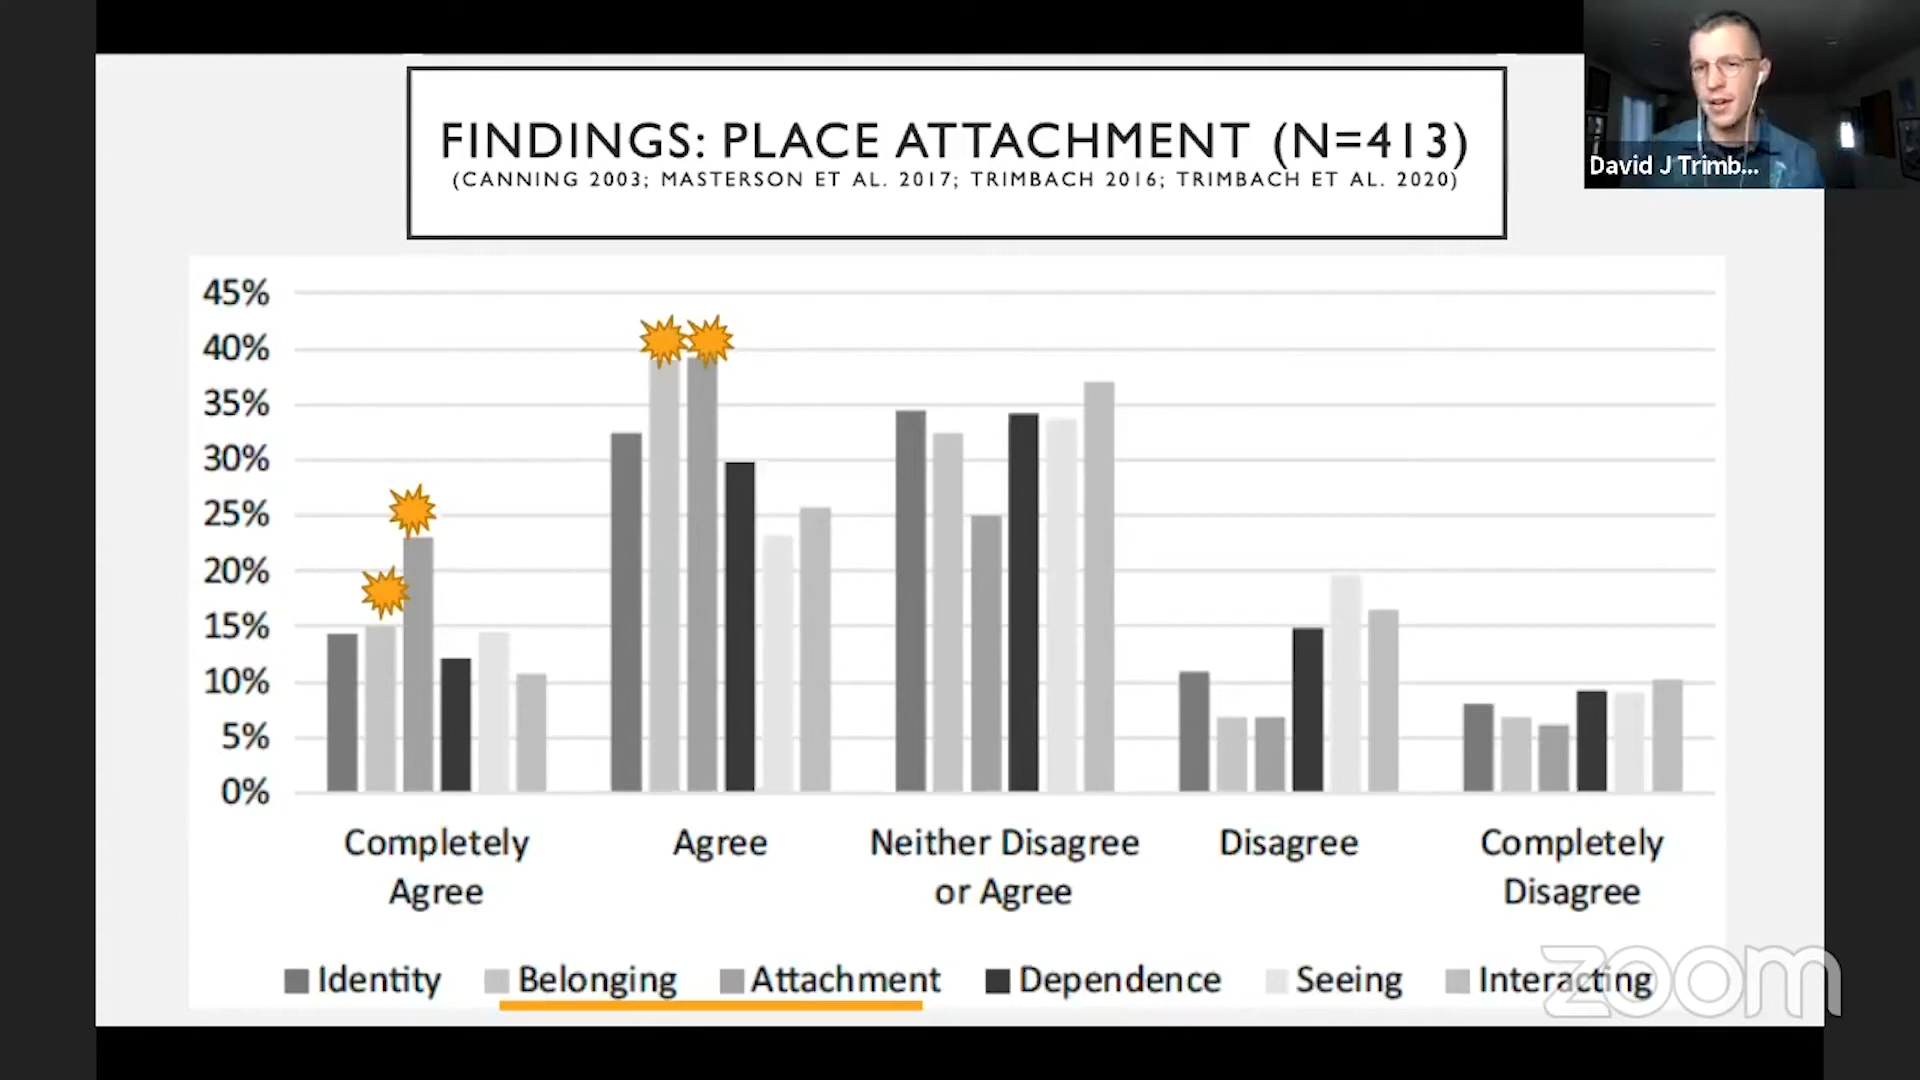 FINDINGS: PLACE ATTACHMENT (N=413)
(CANNING 2003; MASTERSON ET AL. 2017; TRIMBACH 2016; TRIMBACH ET AL. 2020)
David J Trimb...
45%
40%
35%
30%
25%
20%
15%
10%
5%
0%
Completely Agree
Agree
Neither Disagree or Agree
Disagree
Completely Disagree
Identity Belonging Attachment Dependence Seeing Interacting
zoom